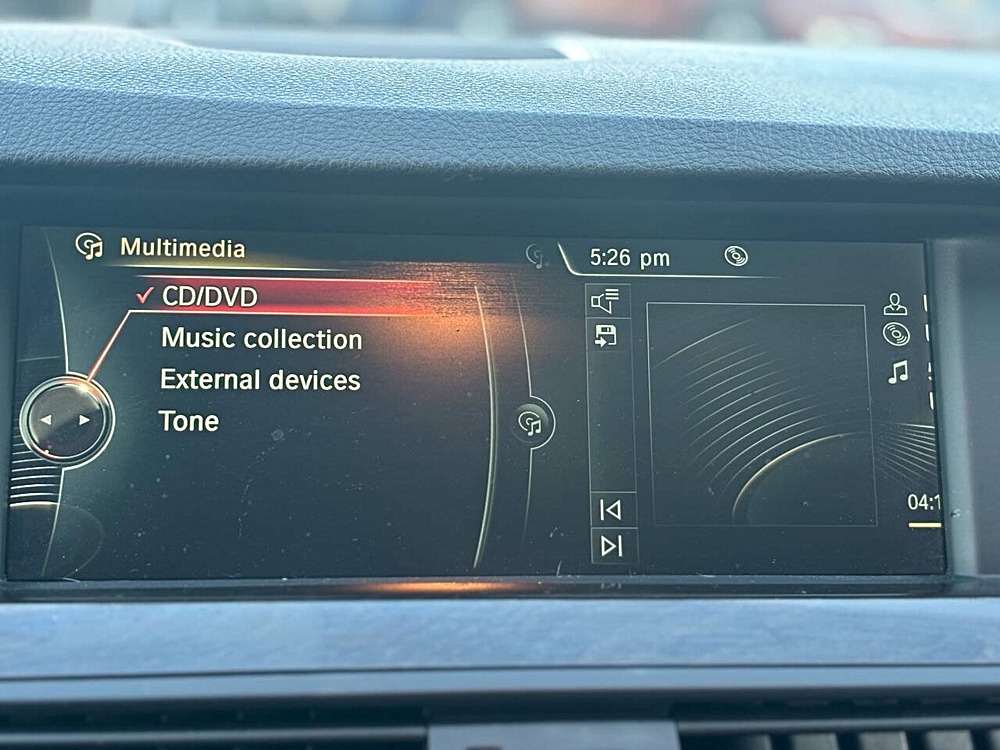 Multimedia
5:26 pm
CD/DVD
Music collection
External devices
Tone